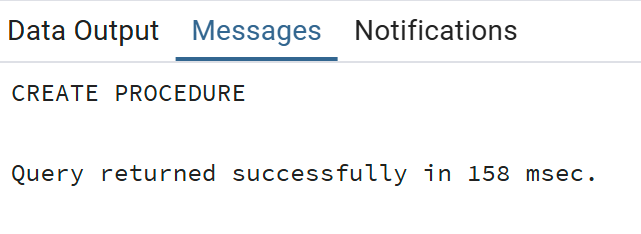 Data Output Messages Notifications
CREATE PROCEDURE
Query returned successfully in 158 msec.